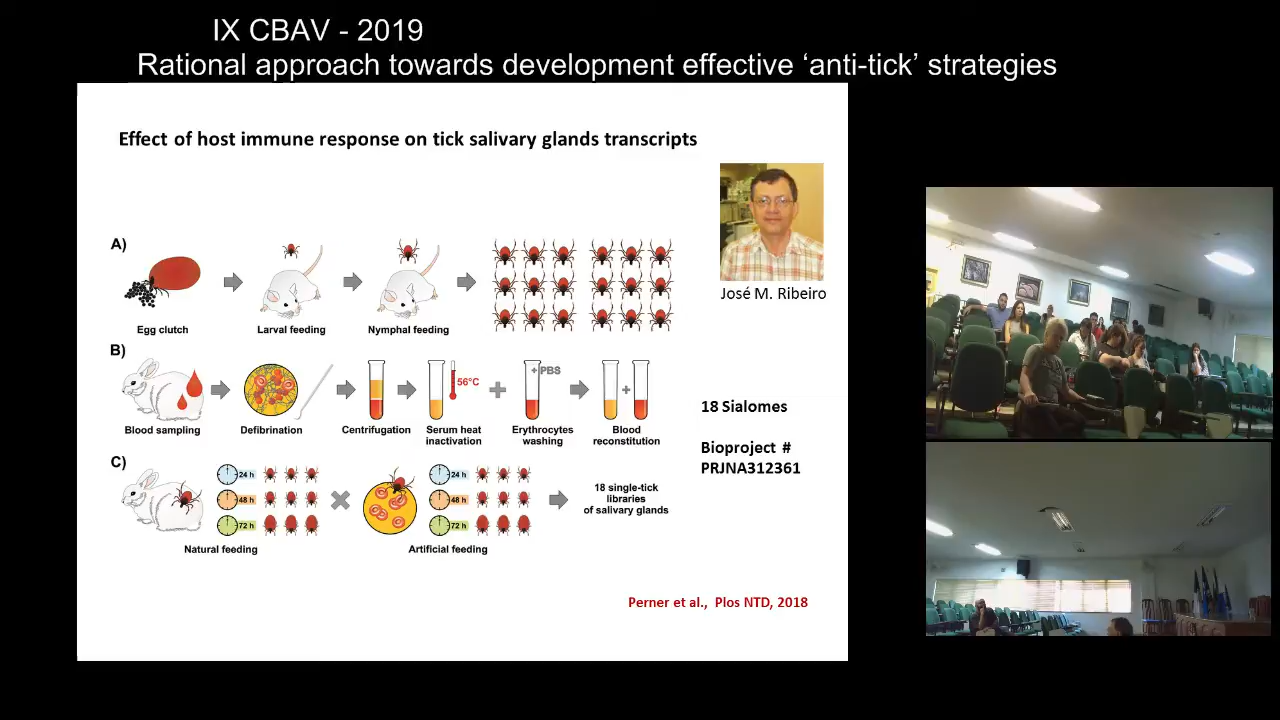 IX CBAV - 2019
Rational approach towards development effective ‘anti-tick’ strategies
Effect of host immune response on tick salivary glands transcripts
José M. Ribeiro
A)
Egg clutch
Larval feeding
Nymphal feeding
B)
56°C
+ PBS
+
Blood sampling
Defibrination
Centrifugation
Serum heat
inactivation
Erythrocytes
washing
Blood
reconstitution
18 Sialomes
Bioproject #
PRJNA312361
C)
24 h
48 h
72 h
24 h
48 h
72 h
18 single-tick
libraries
of salivary glands
Natural feeding
Artificial feeding
Perner et al., Plos NTD, 2018